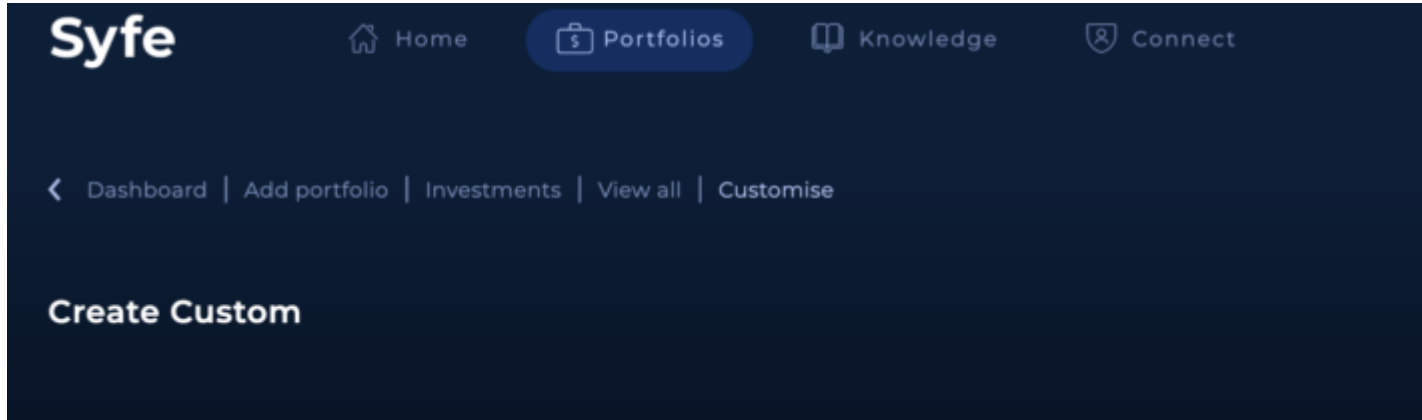 Syfe Home Portfolios Knowledge Connect
Dashboard | Add portfolio | Investments | View all | Customise
Create Custom